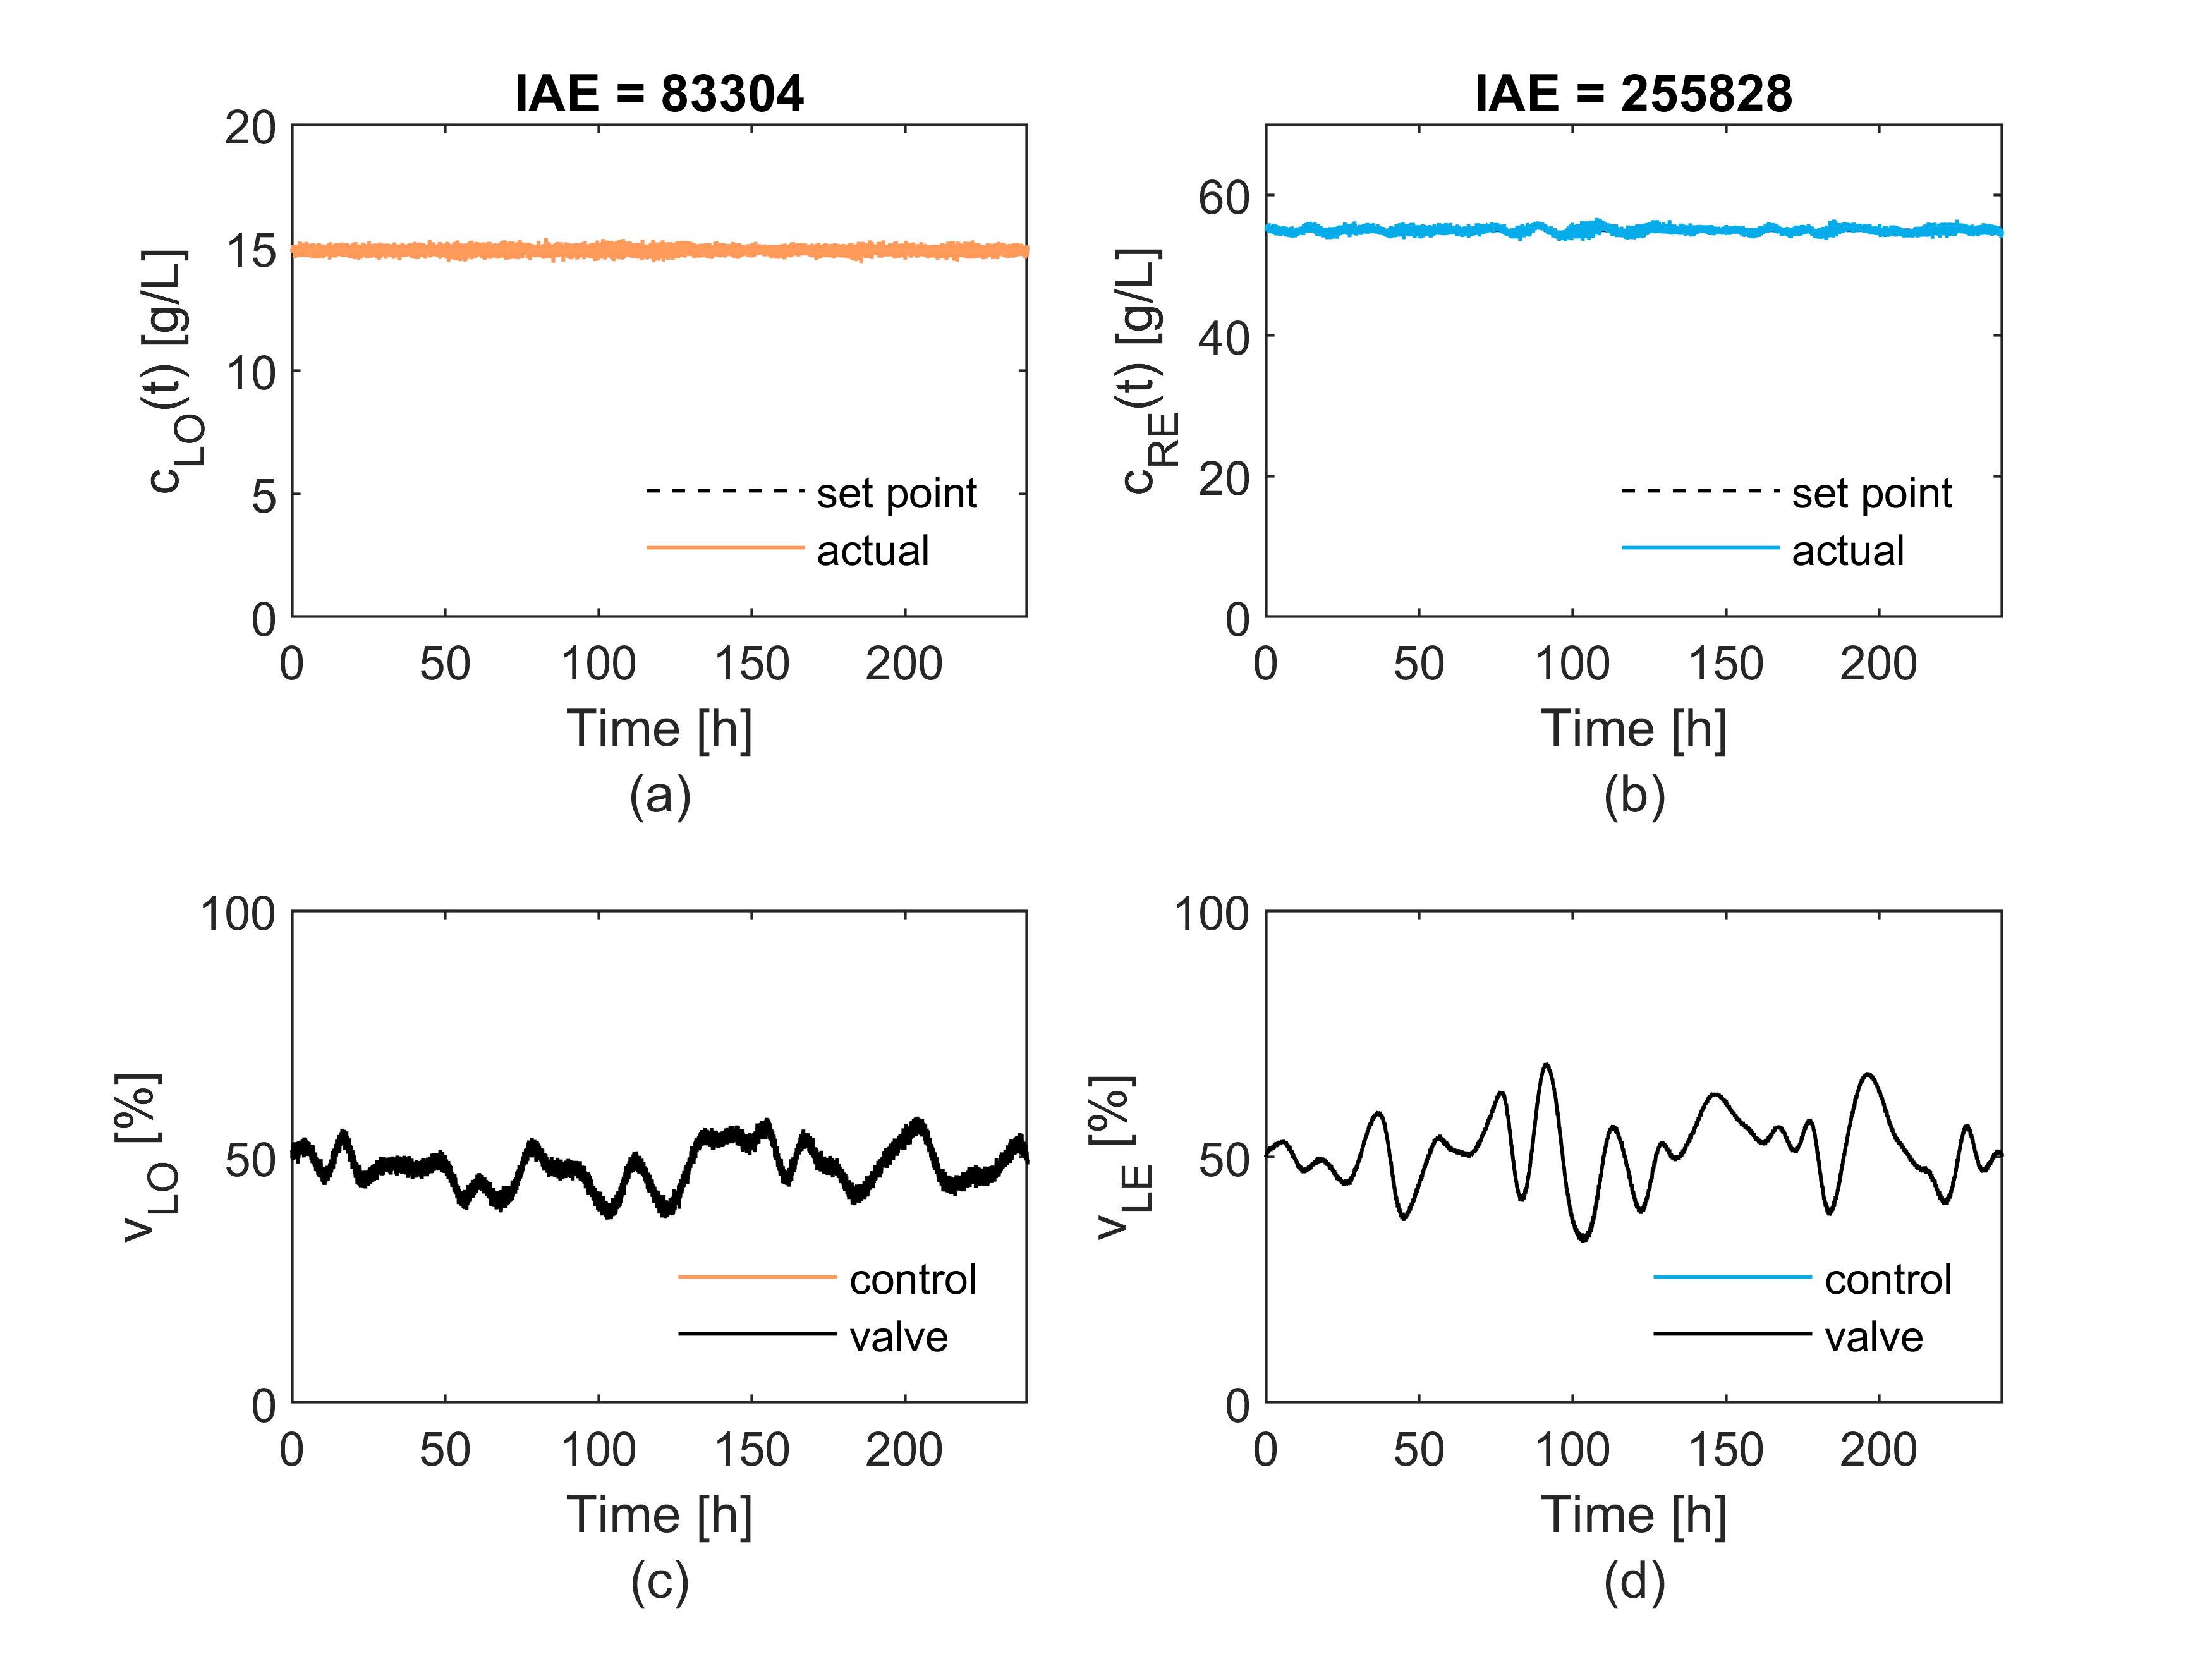 IAE = 83304
20
15
10
5
0
c_LO(t) [g/L]
set point
actual
0 50 100 150 200
Time [h]
(a)
IAE = 255828
60
40
20
0
c_RE(t) [g/L]
set point
actual
0 50 100 150 200
Time [h]
(b)
100
50
0
v_LO [%]
control
valve
0 50 100 150 200
Time [h]
(c)
100
50
0
v_LE [%]
control
valve
0 50 100 150 200
Time [h]
(d)